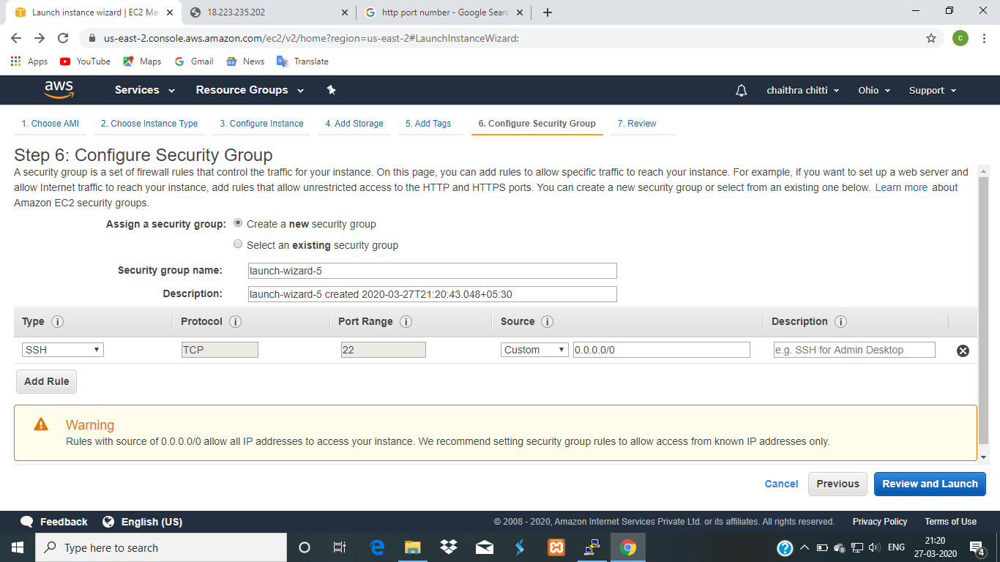 Launch instance wizard | EC2 Ma
18.223.235.202
http port number - Google Searc
us-east-2.console.aws.amazon.com/ec2/v2/home?region=us-east-2#LaunchInstanceWizard:
c
Apps YouTube Maps Gmail News Translate
aws Services Resource Groups chaithra chitti Ohio Support
1. Choose AMI 2. Choose Instance Type 3. Configure Instance 4. Add Storage 5. Add Tags 6. Configure Security Group 7. Review
Step 6: Configure Security Group
A security group is a set of firewall rules that control the traffic for your instance. On this page, you can add rules to allow specific traffic to reach your instance. For example, if you want to set up a web server and
allow Internet traffic to reach your instance, add rules that allow unrestricted access to the HTTP and HTTPS ports. You can create a new security group or select from an existing one below. Learn more about
Amazon EC2 security groups.
Assign a security group: Create a new security group
Select an existing security group
Security group name: launch-wizard-5
Description: launch-wizard-5 created 2020-03-27T21:20:43.048+05:30
Type i Protocol i Port Range i Source i Description i
SSH TCP 22 Custom 0.0.0.0/0 e.g. SSH for Admin Desktop
Add Rule
Warning
Rules with source of 0.0.0.0/0 allow all IP addresses to access your instance. We recommend setting security group rules to allow access from known IP addresses only.
Cancel Previous Review and Launch
Feedback English (US) © 2008 - 2020, Amazon Internet Services Private Ltd. or its affiliates. All rights reserved. Privacy Policy Terms of Use
Type here to search
ENG
21:20
27-03-2020
4